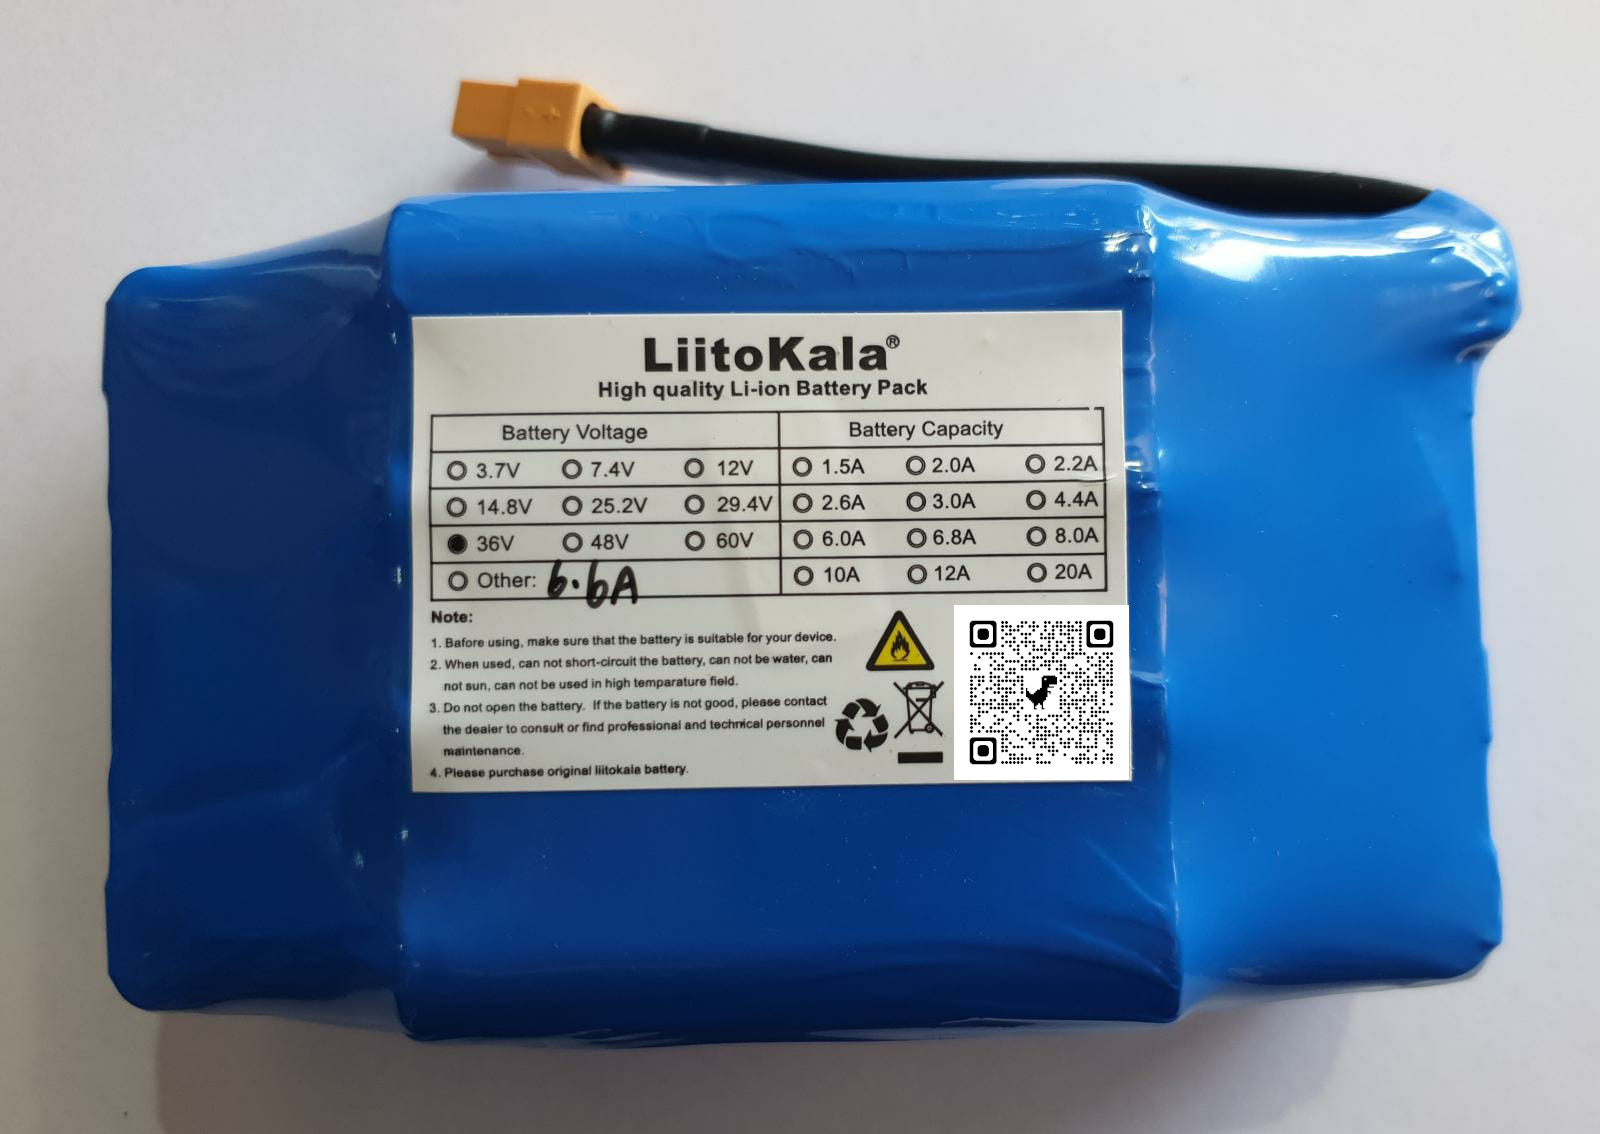 LiitoKala®
High quality Li-ion Battery Pack
Battery Voltage Battery Capacity
3.7V 7.4V 12V 1.5A 2.0A 2.2A
14.8V 25.2V 29.4V 2.6A 3.0A 4.4A
36V 48V 60V 6.0A 6.8A 8.0A
Other: 6.6A 10A 12A 20A
Note:
1. Bafore using, make sure that the battery is suitable for your device.
2. When used, can not short-circuit the battery, can not be water, can
not sun, can not be used in high temparature field.
3. Do not open the battery. If the battery is not good, please contact
the dealer to consult or find professional and technical personnel
maintenance.
4. Please purchase original liitokala battery.